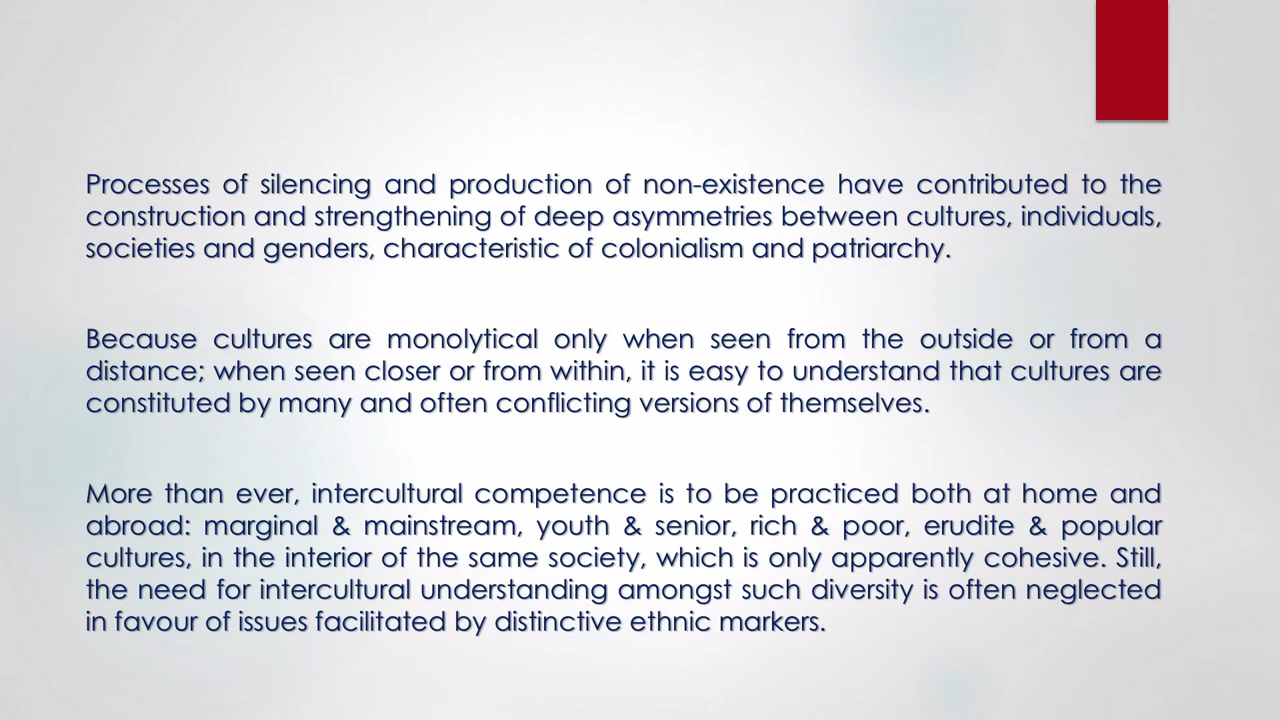 Processes of silencing and production of non-existence have contributed to the
construction and strengthening of deep asymmetries between cultures, individuals,
societies and genders, characteristic of colonialism and patriarchy.
Because cultures are monolytical only when seen from the outside or from a
distance; when seen closer or from within, it is easy to understand that cultures are
constituted by many and often conflicting versions of themselves.
More than ever, intercultural competence is to be practiced both at home and
abroad: marginal & mainstream, youth & senior, rich & poor, erudite & popular
cultures, in the interior of the same society, which is only apparently cohesive. Still,
the need for intercultural understanding amongst such diversity is often neglected
in favour of issues facilitated by distinctive ethnic markers.